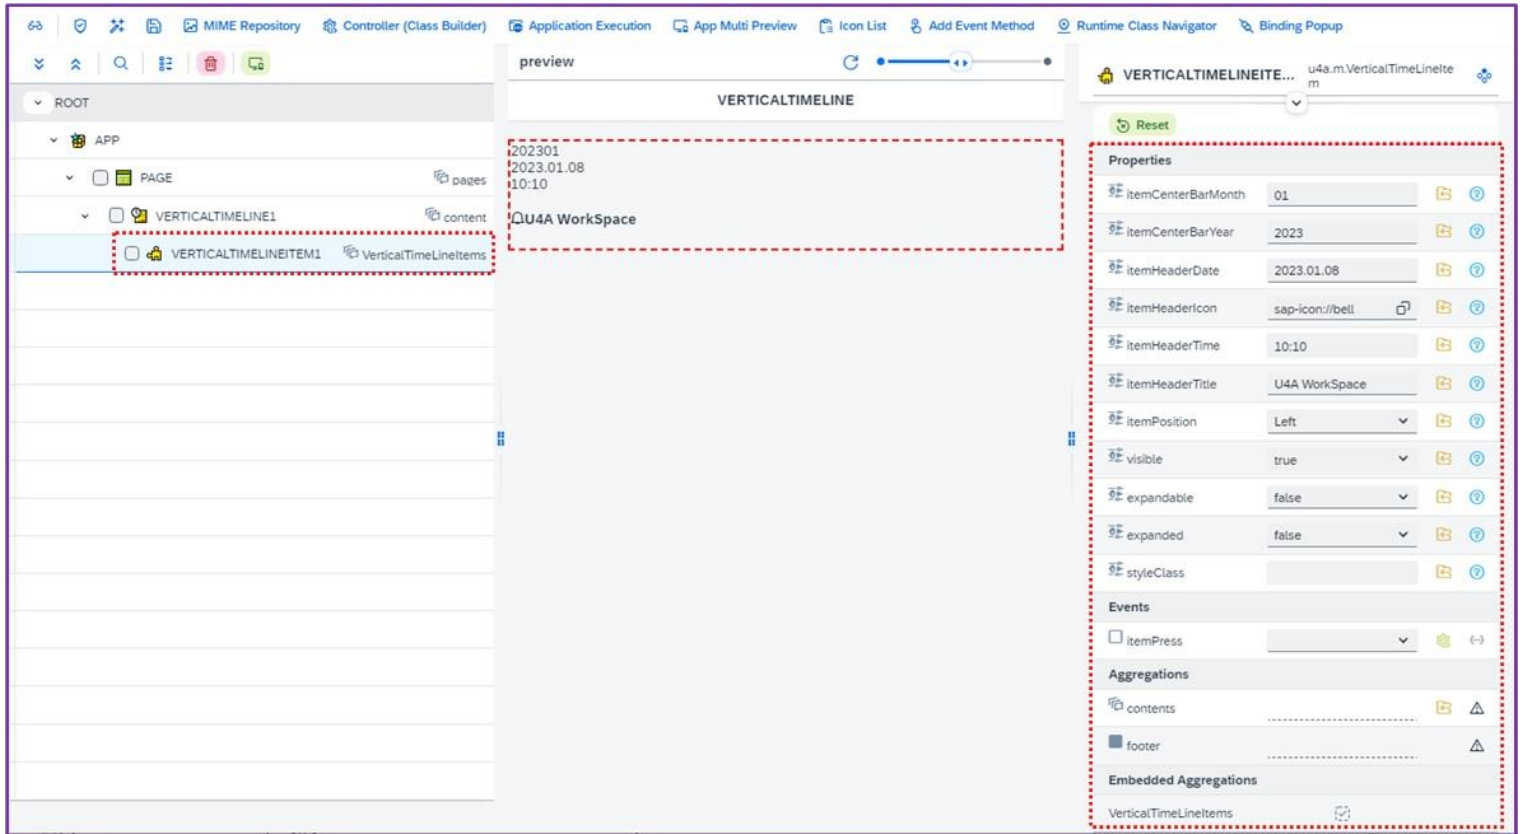 MIME Repository
Controller (Class Builder)
Application Execution
App Multi Preview
Icon List
Add Event Method
Runtime Class Navigator
Binding Popup
ROOT
APP
PAGE pages
VERTICALTIMELINE1 content
VERTICALTIMELINEITEM1 VerticalTimeLineItems
preview
VERTICALTIMELINE
202301
2023.01.08
10:10
U4A WorkSpace
VERTICALTIMELINEITE...
u4a.m.VerticalTimeLineIte
m
Reset
Properties
itemCenterBarMonth 01
itemCenterBarYear 2023
itemHeaderDate 2023.01.08
itemHeaderIcon sap-icon://bell
itemHeaderTime 10:10
itemHeaderTitle U4A WorkSpace
itemPosition Left
visible true
expandable false
expanded false
styleClass
Events
itemPress
Aggregations
contents
footer
Embedded Aggregations
VerticalTimeLineItems